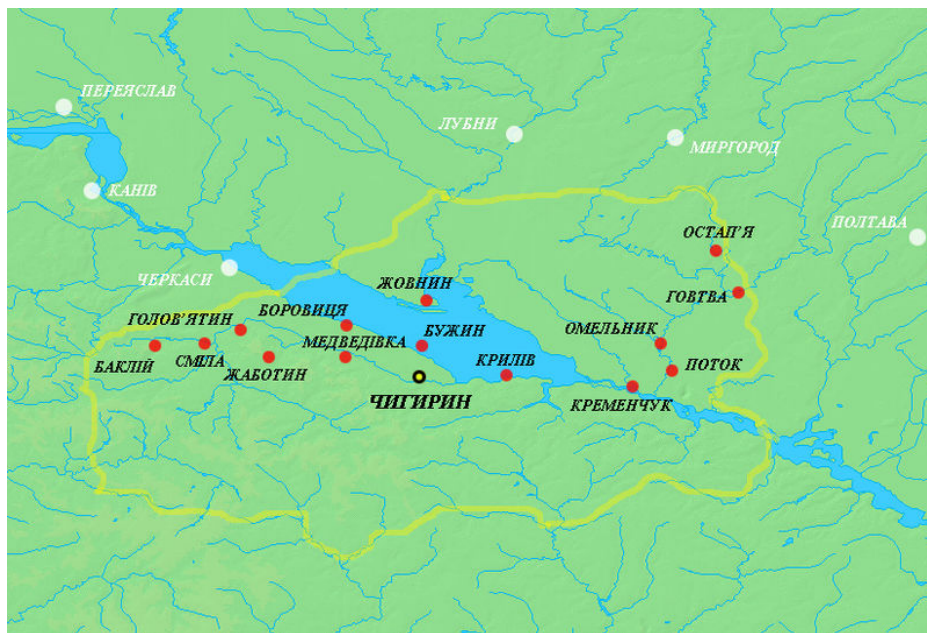 ПЕРЕЯСЛАВ
ЛУБНИ
МИРГОРОД
КАНІВ
ПОЛТАВА
ОСТАП'Я
ЧЕРКАСИ
ЖОВНИН
ГОВТВА
ГОЛОВ'ЯТИН
БОРОВИЦЯ
БУЖИН
ОМЕЛЬНИК
МЕДВЕДІВКА
КРИЛІВ
БАКЛІЙ
СМІЛА
ЖАБОТИН
ПОТОК
ЧИГИРИН
КРЕМЕНЧУК